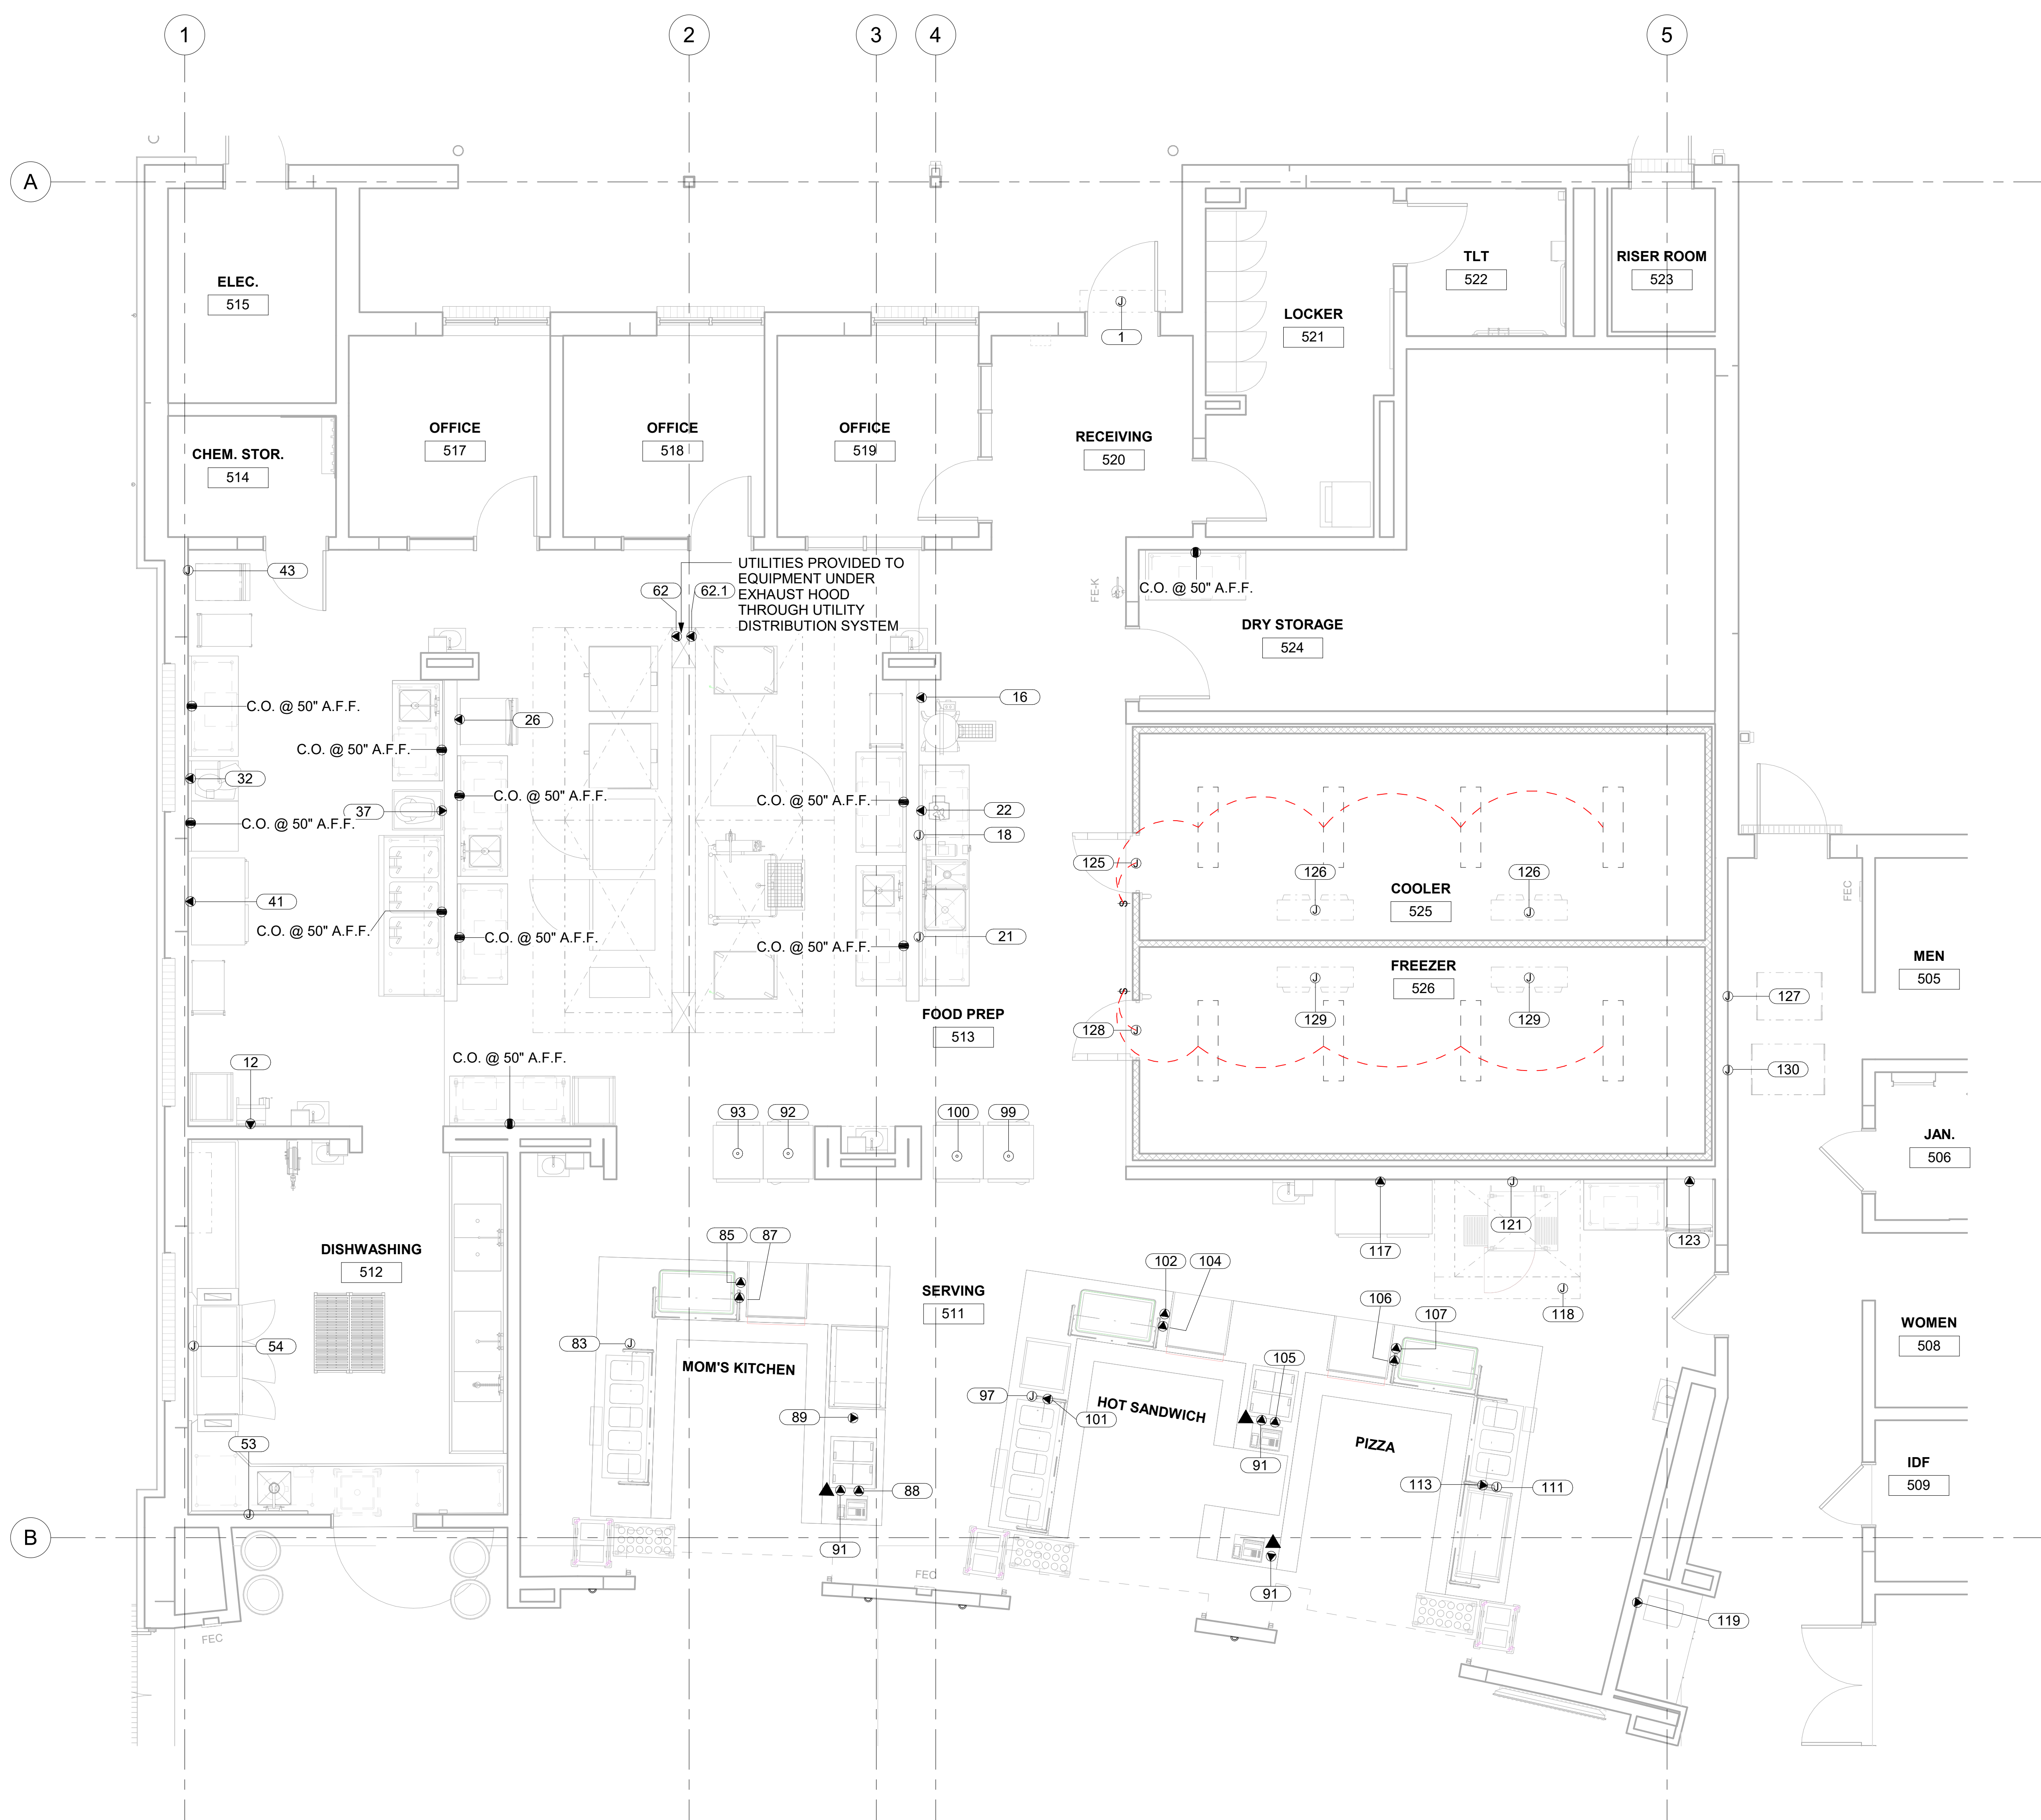 1
2
3
4
5
A
ELEC.
515
TLT
522
RISER ROOM
523
LOCKER
521
J
1
OFFICE
517
OFFICE
518
OFFICE
519
RECEIVING
520
CHEM. STOR.
514
J
43
62
62.1
UTILITIES PROVIDED TO
EQUIPMENT UNDER
EXHAUST HOOD
THROUGH UTILITY
DISTRIBUTION SYSTEM
FE-K
C.O. @ 50" A.F.F.
DRY STORAGE
524
16
C.O. @ 50" A.F.F.
26
C.O. @ 50" A.F.F.
32
37
C.O. @ 50" A.F.F.
C.O. @ 50" A.F.F.
22
C.O. @ 50" A.F.F.
J
18
125
J
126
J
126
J
COOLER
525
FEC
41
C.O. @ 50" A.F.F.
C.O. @ 50" A.F.F.
C.O. @ 50" A.F.F.
J
21
S
MEN
505
FREEZER
526
J
J
S
J
127
FOOD PREP
513
128
J
129
129
C.O. @ 50" A.F.F.
12
J
130
93
92
100
99
JAN.
506
J
117
121
123
85
87
DISHWASHING
512
102
104
SERVING
511
106
107
J
118
WOMEN
508
J
54
83
J
MOM'S KITCHEN
105
97
J
101
HOT SANDWICH
89
PIZZA
53
91
113
J
111
IDF
509
88
J
B
91
91
FEC
119
FEC